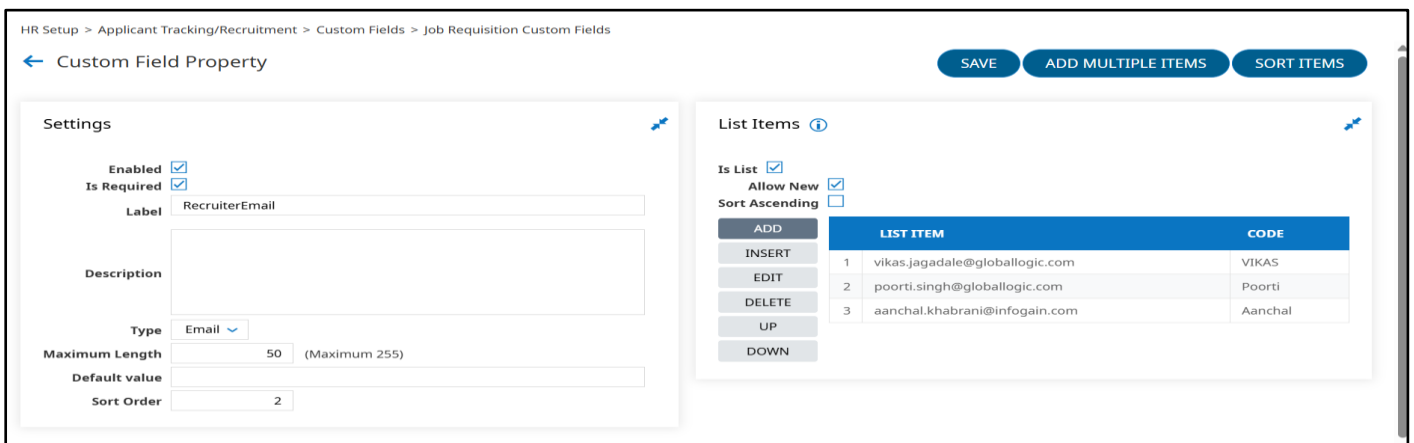 HR Setup > Applicant Tracking/Recruitment > Custom Fields > Job Requisition Custom Fields
Custom Field Property
SAVE
ADD MULTIPLE ITEMS
SORT ITEMS
Settings
Enabled
Is Required
Label RecruiterEmail
Description
Type Email
Maximum Length 50 (Maximum 255)
Default value
Sort Order 2
List Items
Is List
Allow New
Sort Ascending
ADD
INSERT
EDIT
DELETE
UP
DOWN
LIST ITEM CODE
1 vikas.jagadale@globallogic.com VIKAS
2 poorti.singh@globallogic.com Poorti
3 aanchal.khabrani@infogain.com Aanchal